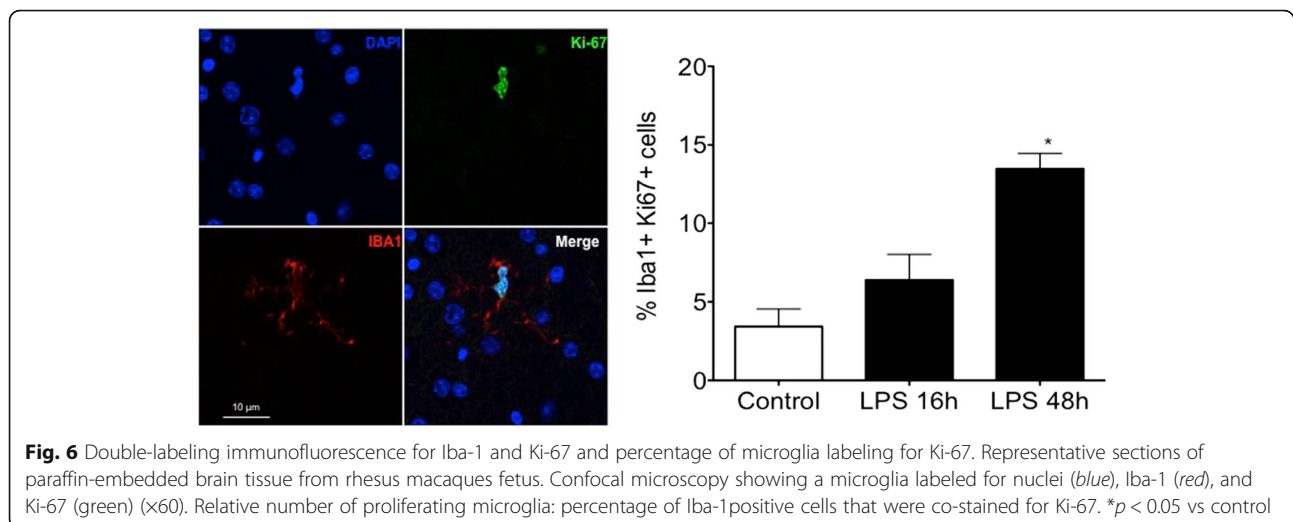 DAPI
Ki-67
IBA1
Merge
10 µm
% Iba1+ Ki67+ cells
20
15
10
5
0
*
Control
LPS 16h
LPS 48h
Fig. 6 Double-labeling immunofluorescence for Iba-1 and Ki-67 and percentage of microglia labeling for Ki-67. Representative sections of
paraffin-embedded brain tissue from rhesus macaques fetus. Confocal microscopy showing a microglia labeled for nuclei (blue), Iba-1 (red), and
Ki-67 (green) (×60). Relative number of proliferating microglia: percentage of Iba-1positive cells that were co-stained for Ki-67. *p < 0.05 vs control